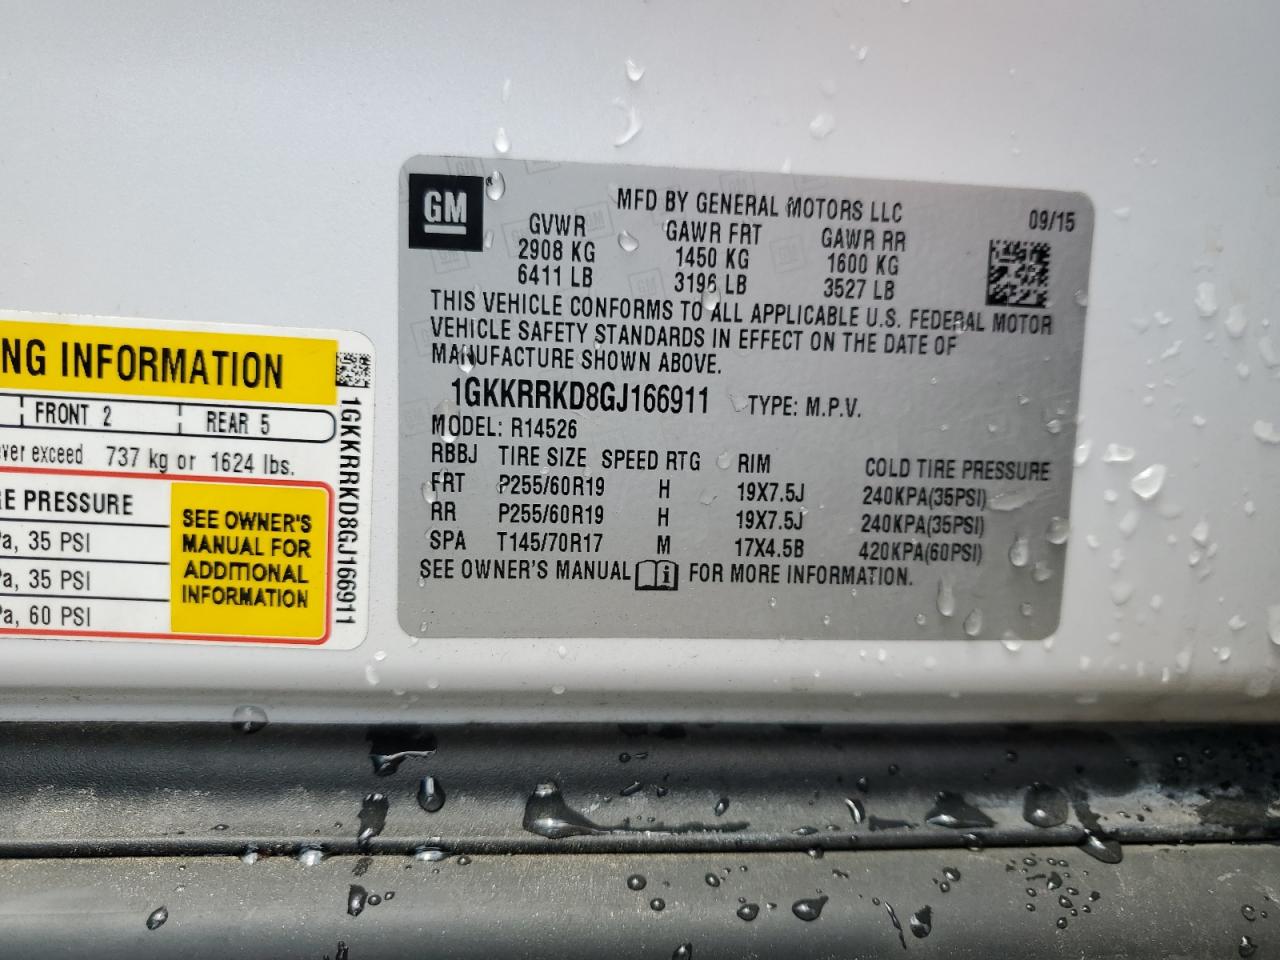 GM
MFD BY GENERAL MOTORS LLC 09/15
GVWR GAWR FRT GAWR RR
2908 KG 1450 KG 1600 KG
6411 LB 3196 LB 3527 LB
THIS VEHICLE CONFORMS TO ALL APPLICABLE U.S. FEDERAL MOTOR
VEHICLE SAFETY STANDARDS IN EFFECT ON THE DATE OF
MANUFACTURE SHOWN ABOVE.
1GKKRRKD8GJ166911 TYPE: M.P.V.
MODEL: R14526
RBBJ TIRE SIZE SPEED RTG RIM COLD TIRE PRESSURE
FRT P255/60R19 H 19X7.5J 240KPA(35PSI)
RR P255/60R19 H 19X7.5J 240KPA(35PSI)
SPA T145/70R17 M 17X4.5B 420KPA(60PSI)
SEE OWNER'S MANUAL i FOR MORE INFORMATION.
NG INFORMATION
FRONT 2 REAR 5
ver exceed 737 kg or 1624 lbs.
RE PRESSURE
Pa, 35 PSI
Pa, 35 PSI
Pa, 60 PSI
SEE OWNER'S
MANUAL FOR
ADDITIONAL
INFORMATION
1GKKRRKD8GJ166911